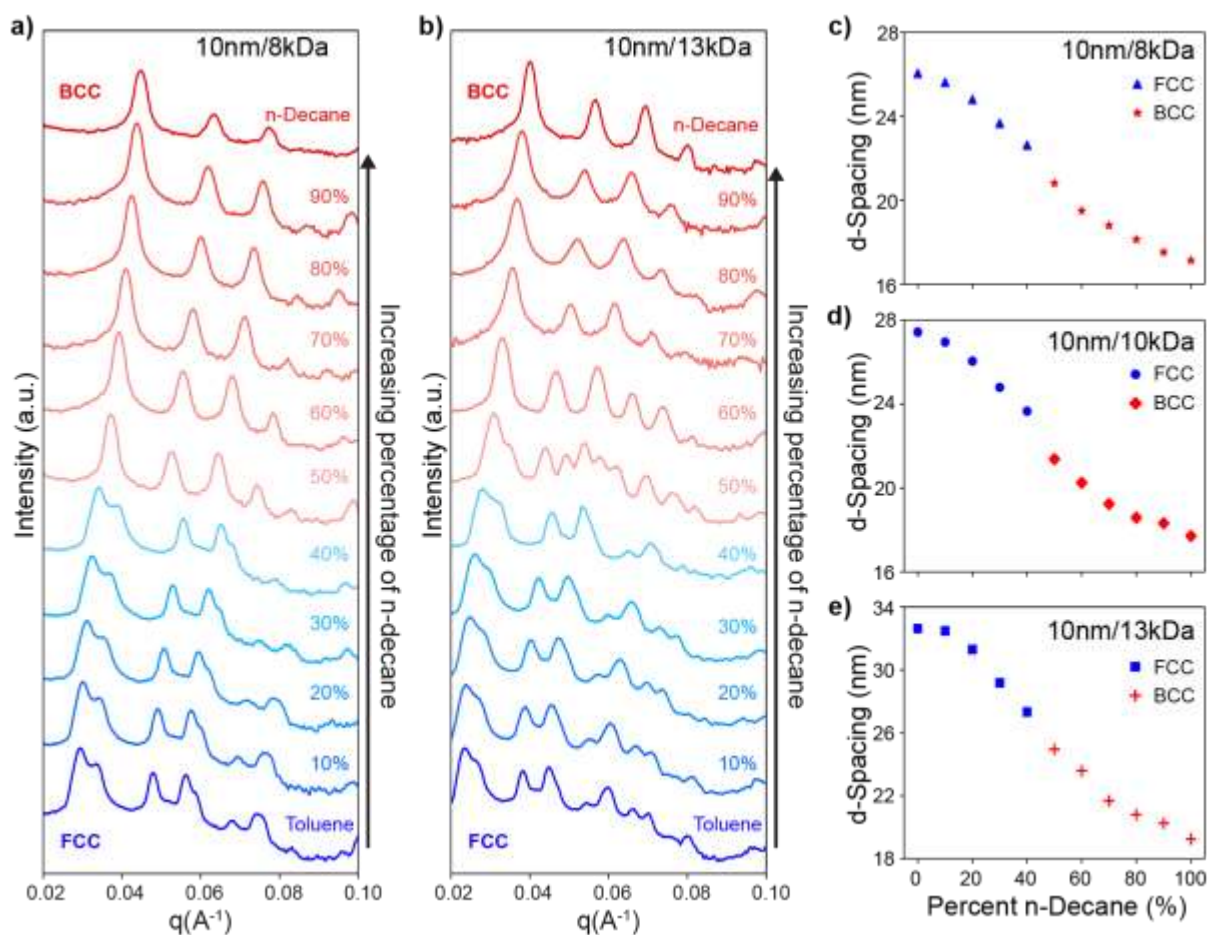 a)
10nm/8kDa
BCC
n-Decane
90%
80%
70%
60%
50%
40%
30%
20%
10%
Toluene
FCC
Intensity (a.u.)
0.02
0.04
0.06
0.08
0.10
q(A⁻¹)
Increasing percentage of n-decane
b)
10nm/13kDa
BCC
n-Decane
90%
80%
70%
60%
50%
40%
30%
20%
10%
Toluene
FCC
Intensity (a.u.)
0.02
0.04
0.06
0.08
0.10
q(A⁻¹)
Increasing percentage of n-decane
c)
10nm/8kDa
FCC
BCC
28
24
20
16
d-Spacing (nm)
d)
10nm/10kDa
FCC
BCC
28
24
20
16
d-Spacing (nm)
e)
10nm/13kDa
FCC
BCC
34
30
26
22
18
d-Spacing (nm)
0
20
40
60
80
100
Percent n-Decane (%)